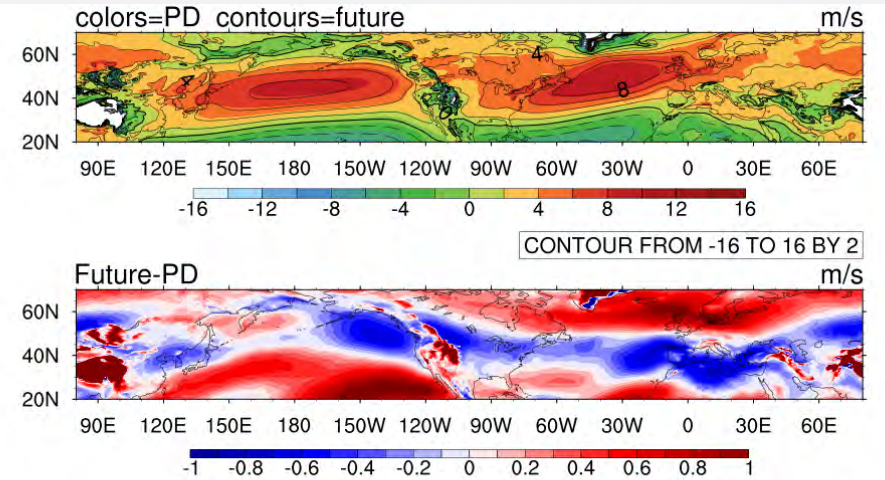 colors=PD contours=future m/s
4 4 8
60N
40N
20N
90E 120E 150E 180 150W 120W 90W 60W 30W 0 30E 60E
-16 -12 -8 -4 0 4 8 12 16
CONTOUR FROM -16 TO 16 BY 2
Future-PD m/s
60N
40N
20N
90E 120E 150E 180 150W 120W 90W 60W 30W 0 30E 60E
-1 -0.8 -0.6 -0.4 -0.2 0 0.2 0.4 0.6 0.8 1